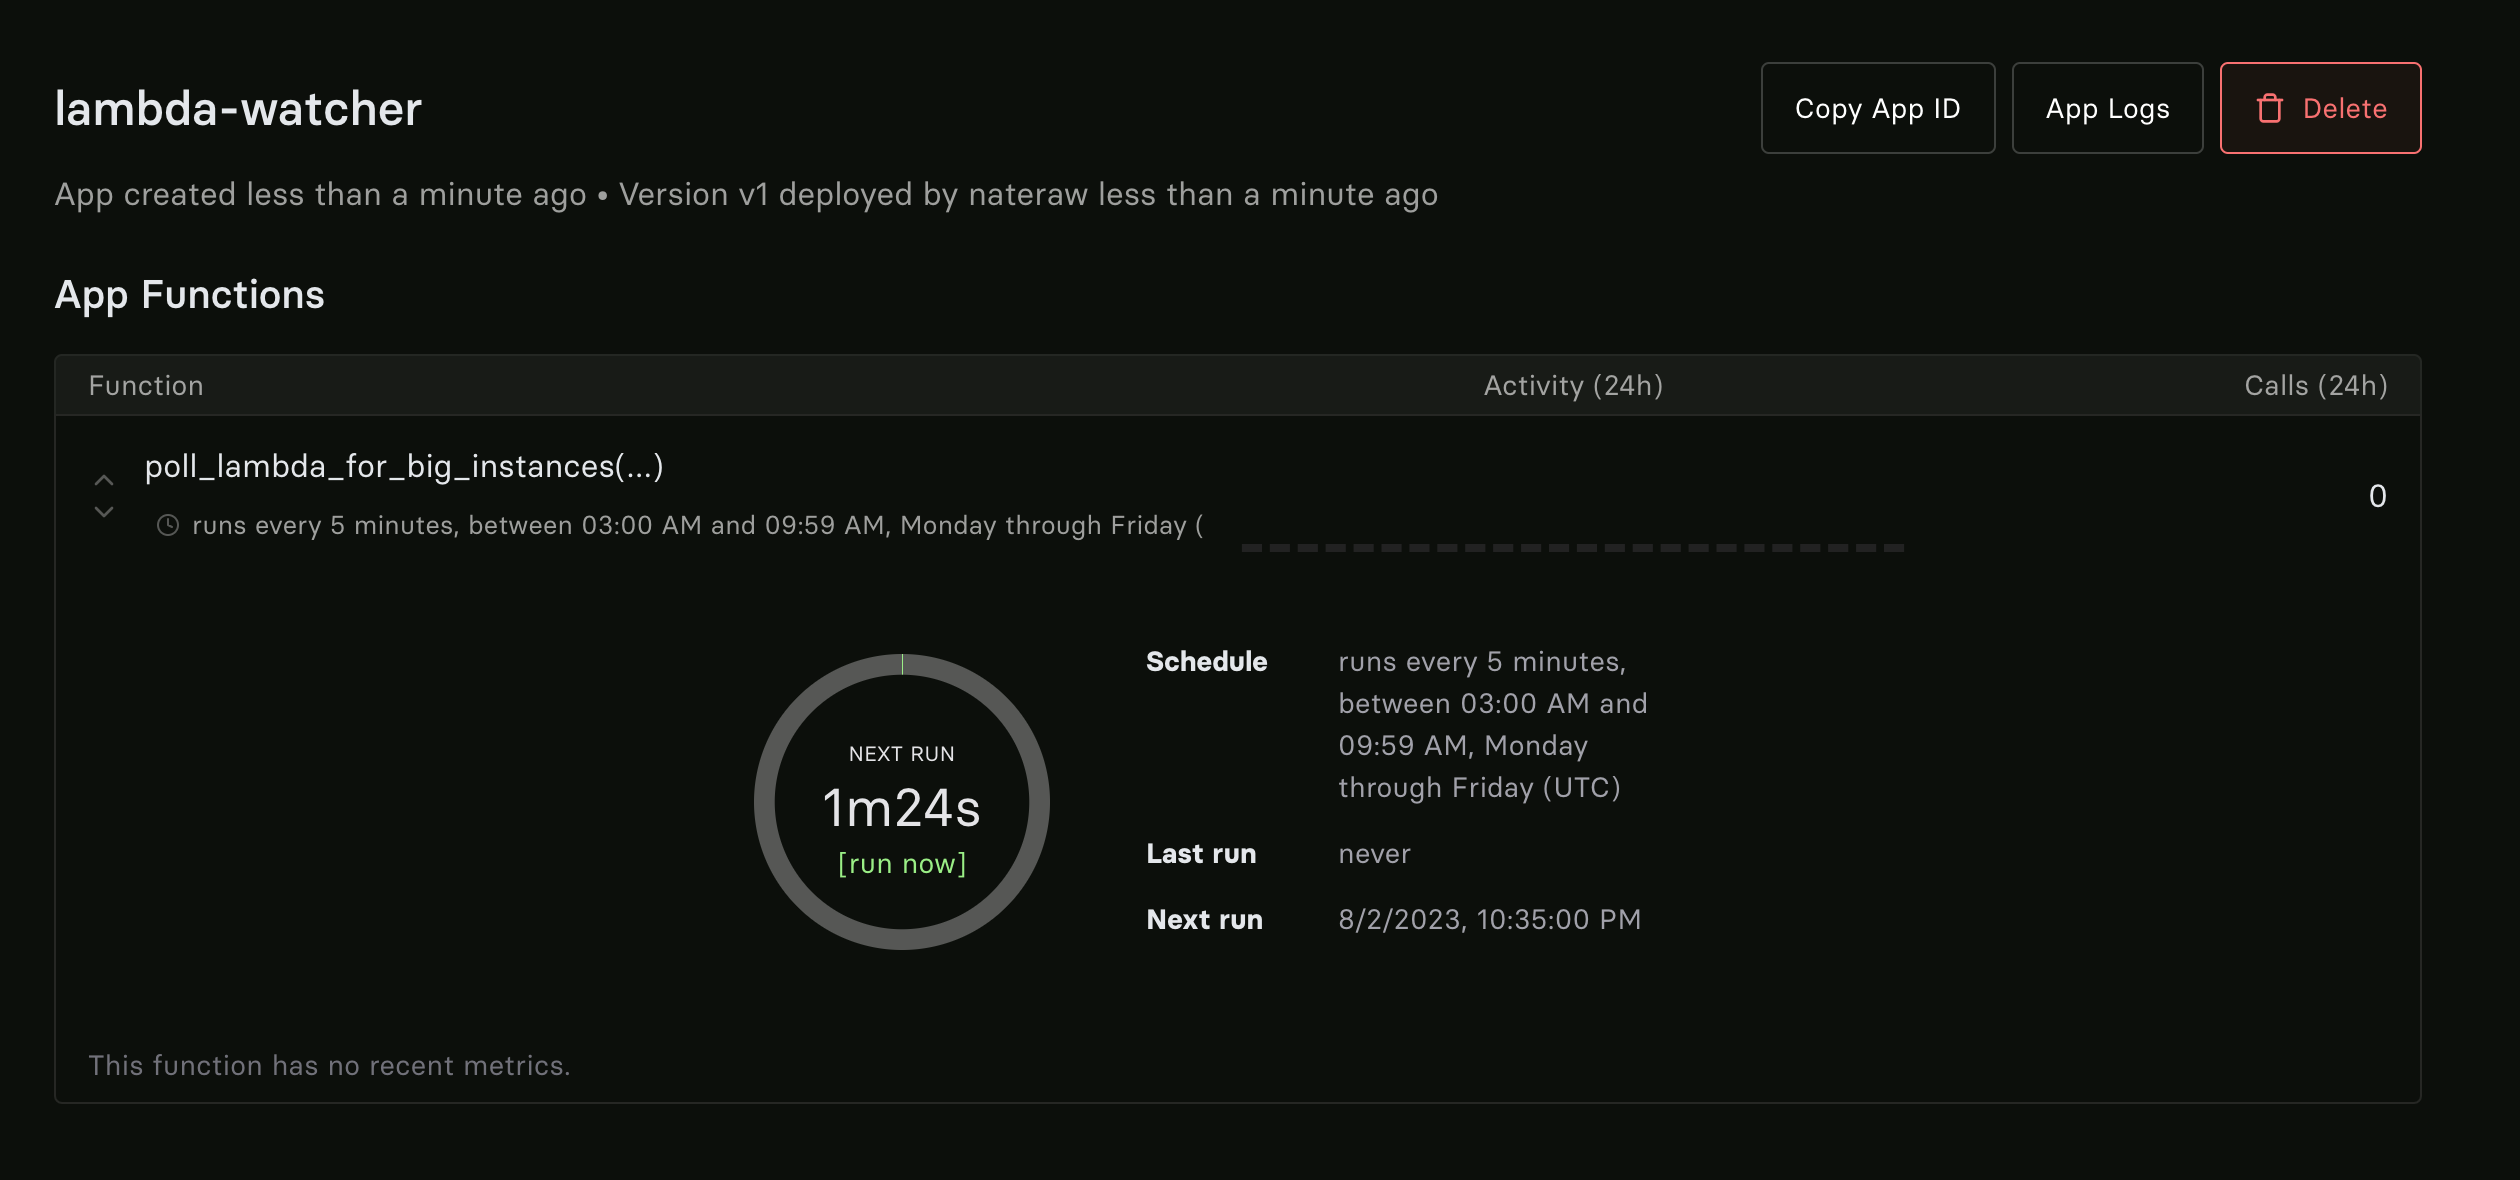 lambda-watcher
Copy App ID
App Logs
Delete
App created less than a minute ago • Version v1 deployed by nateraw less than a minute ago
App Functions
Function
Activity (24h)
Calls (24h)
poll_lambda_for_big_instances(...)
0
runs every 5 minutes, between 03:00 AM and 09:59 AM, Monday through Friday (
NEXT RUN
1m24s
[run now]
Schedule
runs every 5 minutes,
between 03:00 AM and
09:59 AM, Monday
through Friday (UTC)
Last run
never
Next run
8/2/2023, 10:35:00 PM
This function has no recent metrics.